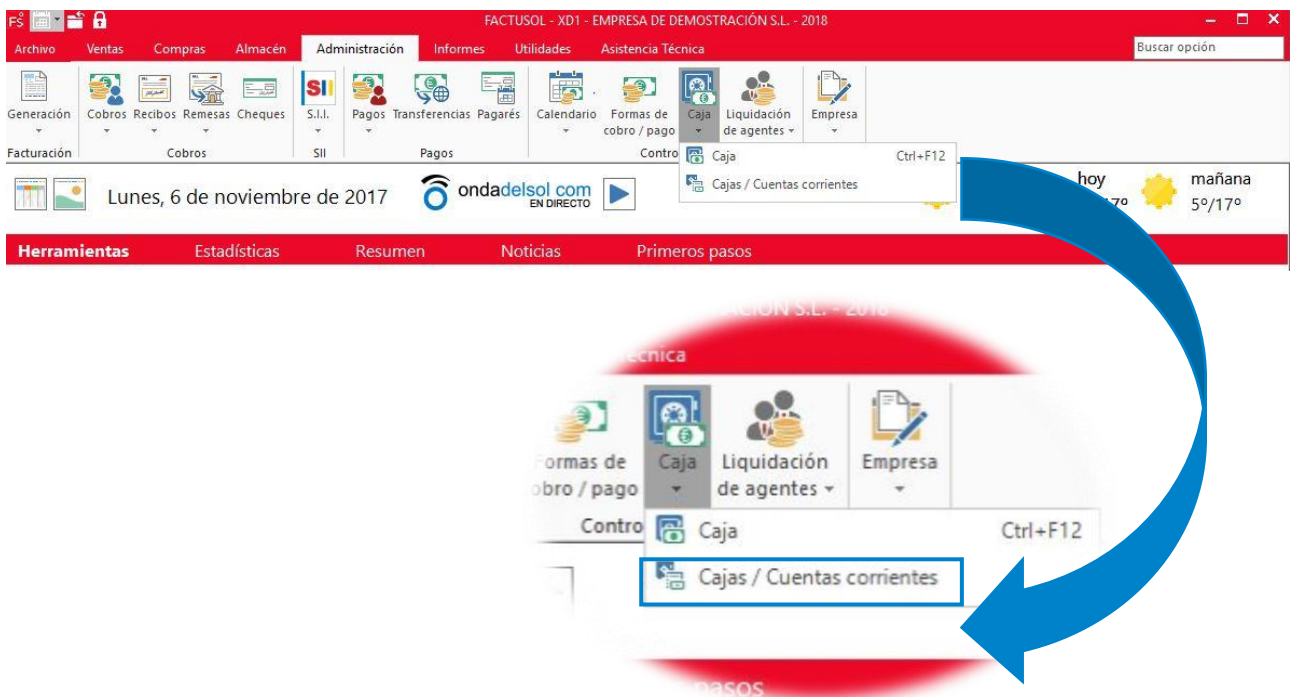 FS
FACTUSOL - XD1 - EMPRESA DE DEMOSTRACIÓN S.L. - 2018
Archivo Ventas Compras Almacén Administración Informes Utilidades Asistencia Técnica Buscar opción
SII
Generación Cobros Recibos Remesas Cheques S.I.I. Pagos Transferencias Pagarés Calendario Formas de cobro / pago Caja Liquidación de agentes Empresa
Facturación Cobros SII Pagos Contro
Caja Ctrl+F12
Cajas / Cuentas corrientes
Lunes, 6 de noviembre de 2017
ondadelsol com
EN DIRECTO
hoy mañana
7º 5º/17º
Herramientas Estadísticas Resumen Noticias Primeros pasos
ACIÓN S.L. - 2018
écnica
Formas de Caja Liquidación Empresa
obro / pago de agentes
Contro
Caja Ctrl+F12
Cajas / Cuentas corrientes
pasos